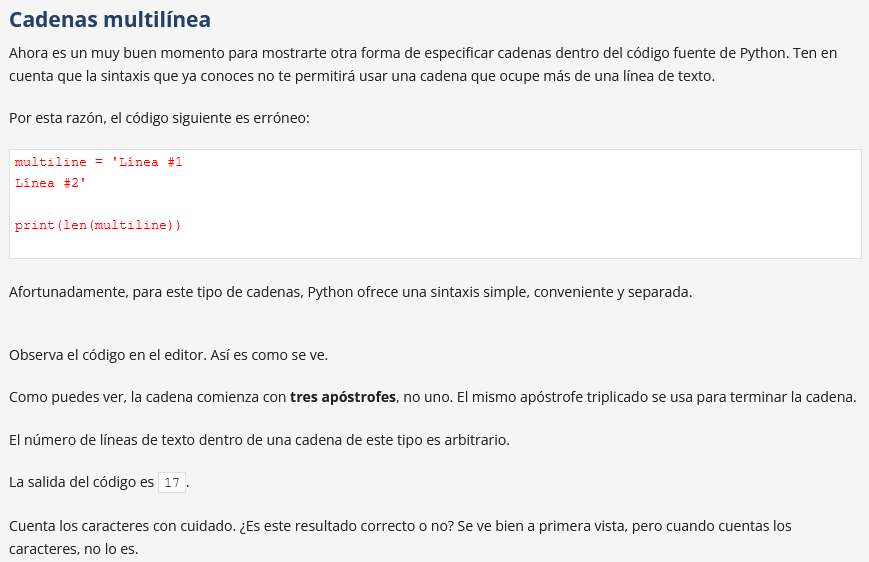 Cadenas multilínea
Ahora es un muy buen momento para mostrarte otra forma de especificar cadenas dentro del código fuente de Python. Ten en
cuenta que la sintaxis que ya conoces no te permitirá usar una cadena que ocupe más de una línea de texto.
Por esta razón, el código siguiente es erróneo:
multiline = 'Línea #1
Línea #2'
print(len(multiline))
Afortunadamente, para este tipo de cadenas, Python ofrece una sintaxis simple, conveniente y separada.
Observa el código en el editor. Así es como se ve.
Como puedes ver, la cadena comienza con tres apóstrofes, no uno. El mismo apóstrofe triplicado se usa para terminar la cadena.
El número de líneas de texto dentro de una cadena de este tipo es arbitrario.
La salida del código es 17.
Cuenta los caracteres con cuidado. ¿Es este resultado correcto o no? Se ve bien a primera vista, pero cuando cuentas los
caracteres, no lo es.